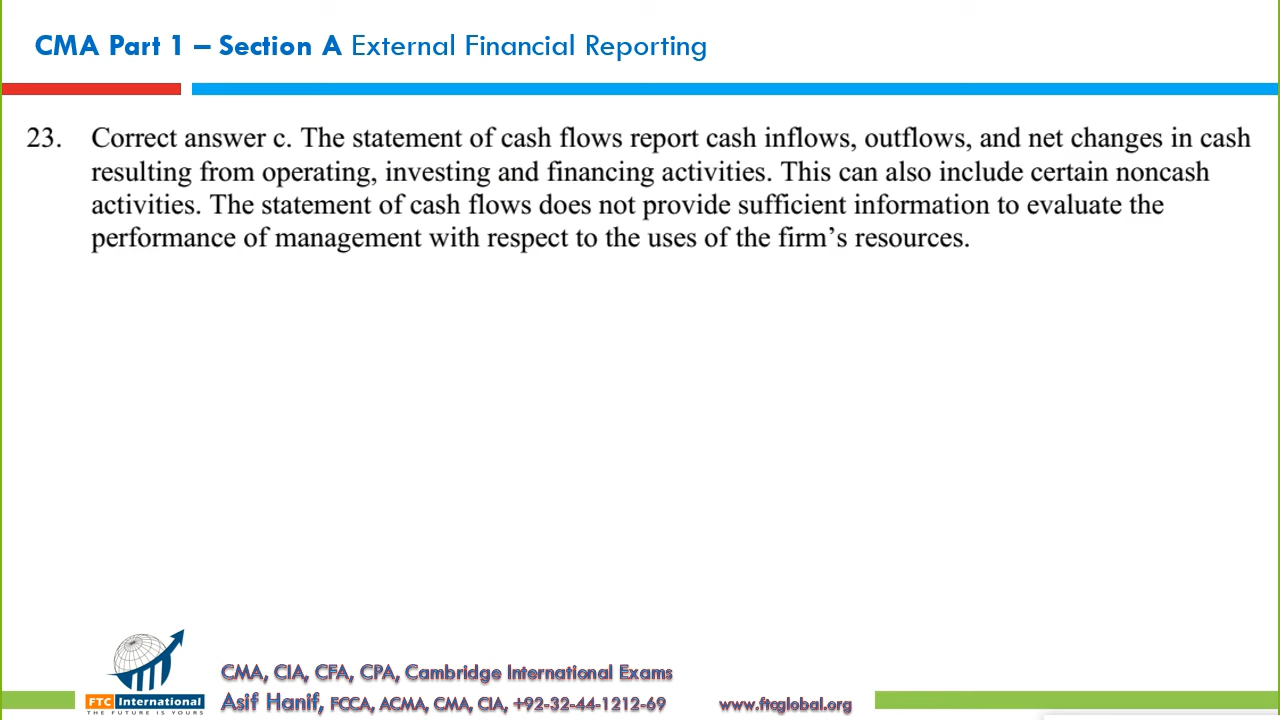 CMA Part 1 – Section A External Financial Reporting
23. Correct answer c. The statement of cash flows report cash inflows, outflows, and net changes in cash
resulting from operating, investing and financing activities. This can also include certain noncash
activities. The statement of cash flows does not provide sufficient information to evaluate the
performance of management with respect to the uses of the firm’s resources.
FTC International
THE FUTURE IS YOURS
CMA, CIA, CFA, CPA, Cambridge International Exams
Asif Hanif, FCCA, ACMA, CMA, CIA, +92-32-44-1212-69
www.ftcglobal.org